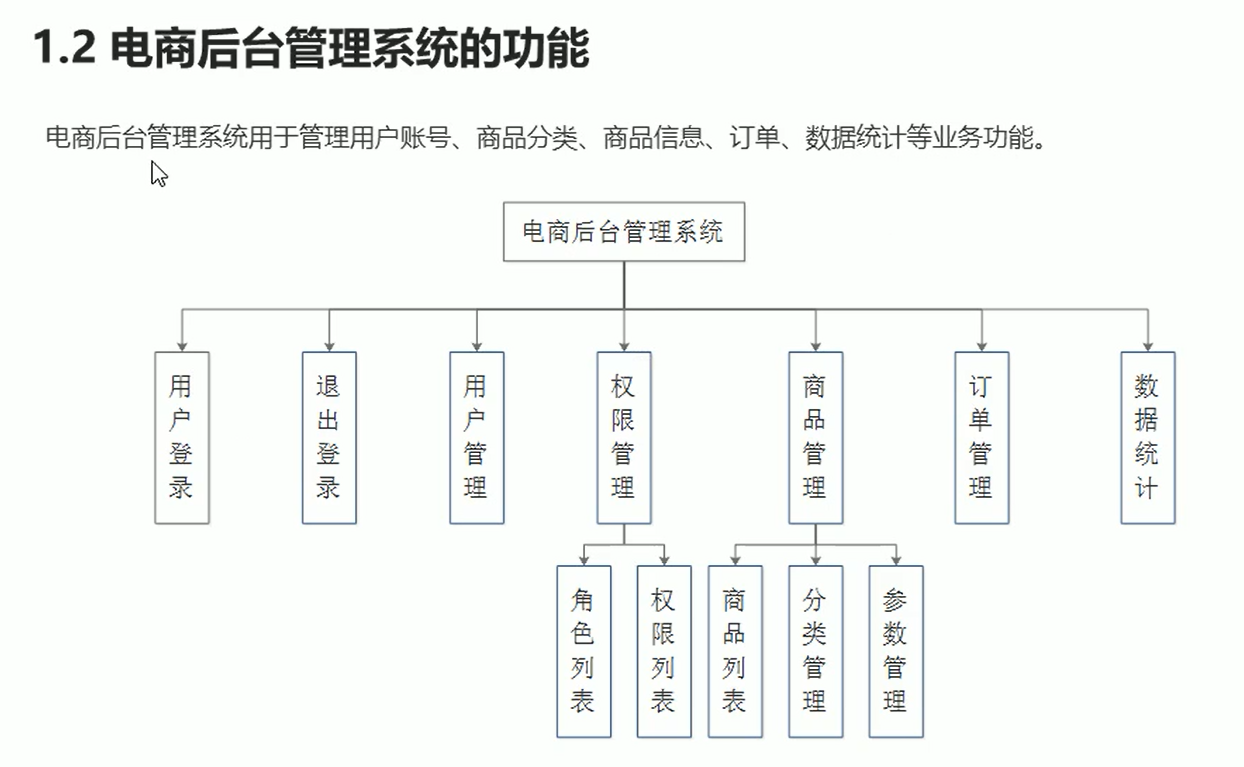 1.2 电商后台管理系统的功能
电商后台管理系统用于管理用户账号、商品分类、商品信息、订单、数据统计等业务功能。
电商后台管理系统
用户登录
退出登录
用户管理
权限管理
商品管理
订单管理
数据统计
角色列表
权限列表
商品列表
分类管理
参数管理